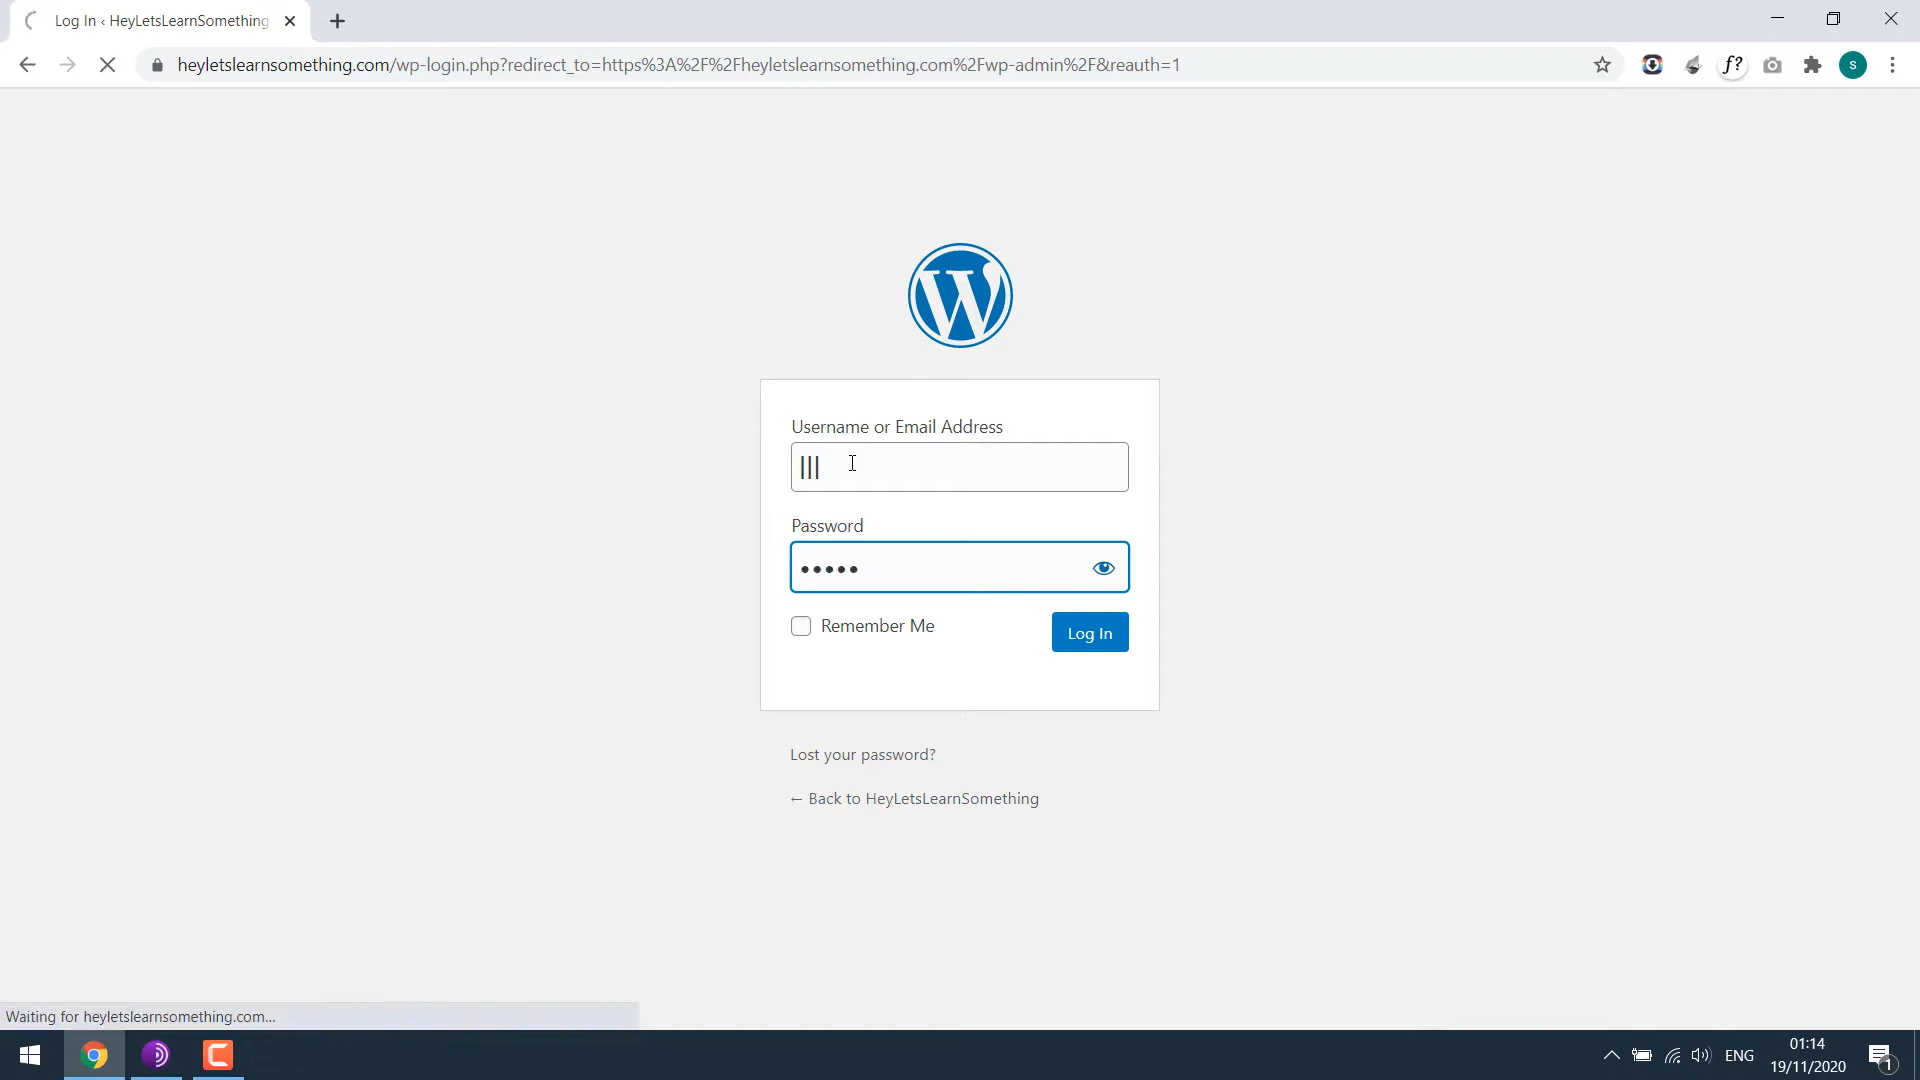 Log In ‹ HeyLetsLearnSomething
heyletslearnsomething.com/wp-login.php?redirect_to=https%3A%2F%2Fheyletslearnsomething.com%2Fwp-admin%2F&reauth=1
f?
S
W
Username or Email Address
|||
Password
•••••
Remember Me
Log In
Lost your password?
← Back to HeyLetsLearnSomething
Waiting for heyletslearnsomething.com...
ENG
01:14
19/11/2020
1